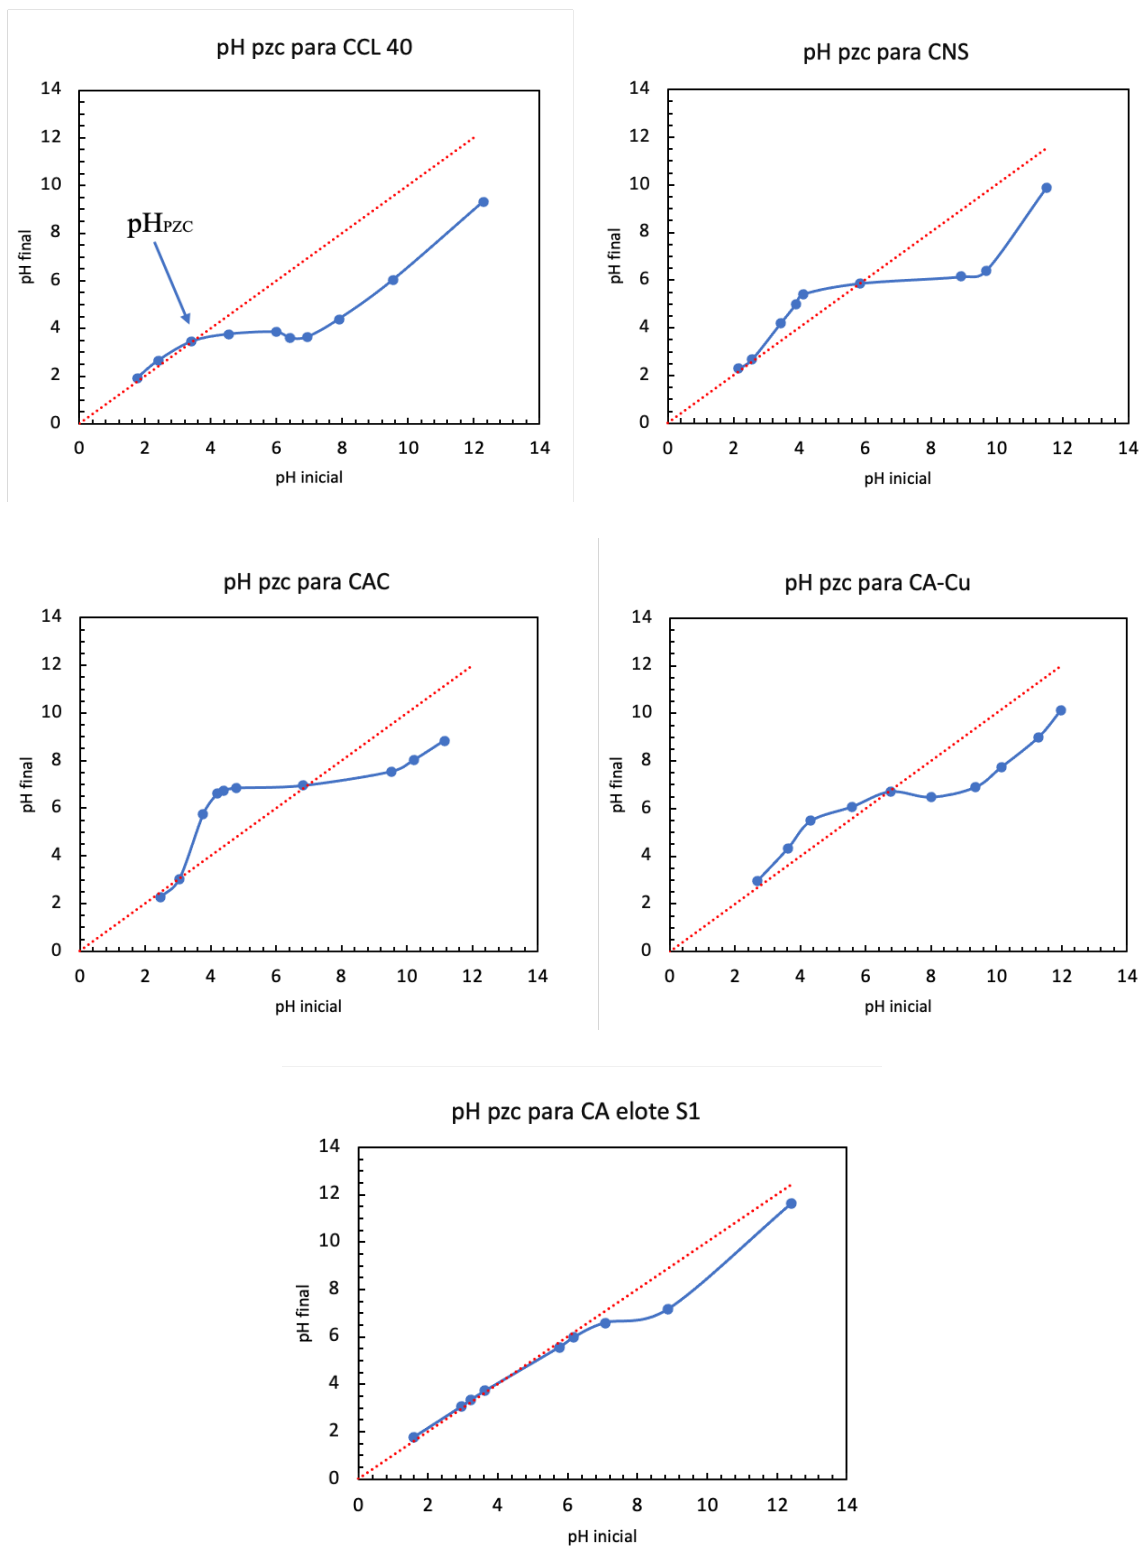 pH pzc para CCL 40
14
12
10
8
6
4
2
0
pH final
pHPZC
0 2 4 6 8 10 12 14
pH inicial
pH pzc para CNS
14
12
10
8
6
4
2
0
pH final
0 2 4 6 8 10 12 14
pH inicial
pH pzc para CAC
14
12
10
8
6
4
2
0
pH final
0 2 4 6 8 10 12 14
pH inicial
pH pzc para CA-Cu
14
12
10
8
6
4
2
0
pH final
0 2 4 6 8 10 12 14
pH inicial
pH pzc para CA elote S1
14
12
10
8
6
4
2
0
pH final
0 2 4 6 8 10 12 14
pH inicial